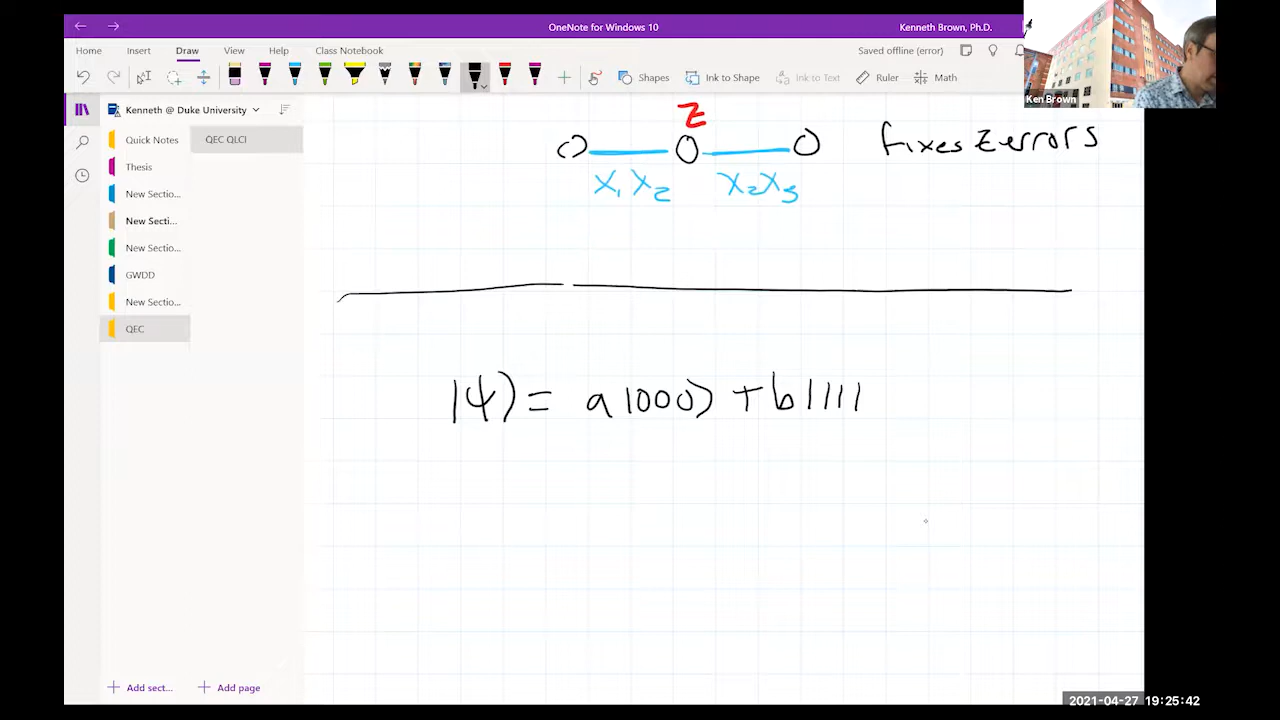 OneNote for Windows 10
Kenneth Brown, Ph.D.
Home Insert Draw View Help Class Notebook
Saved offline (error)
Shapes Ink to Shape Ink to Text Ruler Math
Ken Brown
Kenneth @ Duke University
Quick Notes
Thesis
New Sectio...
New Secti...
New Sectio...
GWDD
New Sectio...
QEC
QEC QLCI
Z
O O O fixes Z errors
X₁X₂ X₂X₃
|ψ⟩ = a|000⟩ + b|111
Add sect... Add page
2021-04-27 19:25:42